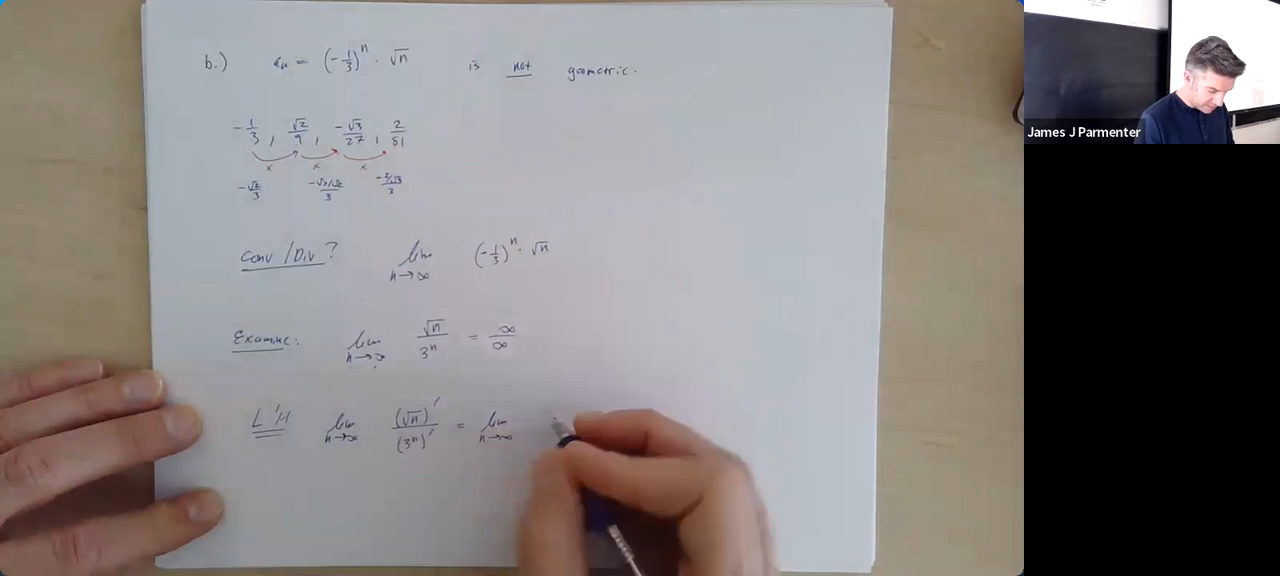 b.) aₙ = (-1/3)ⁿ · √n is not geometric.
-1/3, √2/9, -√3/27, 2/81
x x x
-√2/3 -√3/√2/3 -2/√3/3
Conv/Div? lim n→∞ (-1/3)ⁿ · √n
Examine: lim n→∞ √n/3ⁿ = ∞/∞
L'H lim n→∞ (√n)'/(3ⁿ)' = lim n→∞
James J Parmenter